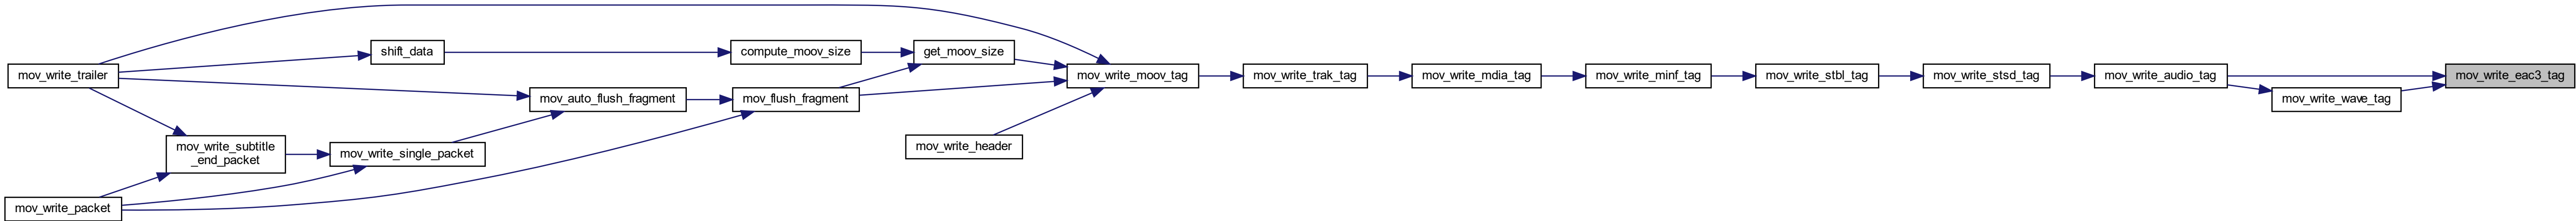 mov_write_trailer
shift_data
compute_moov_size
get_moov_size
mov_write_moov_tag
mov_write_trak_tag
mov_write_mdia_tag
mov_write_minf_tag
mov_write_stbl_tag
mov_write_stsd_tag
mov_write_audio_tag
mov_write_eac3_tag
mov_write_wave_tag
mov_auto_flush_fragment
mov_flush_fragment
mov_write_header
mov_write_subtitle
_end_packet
mov_write_single_packet
mov_write_packet